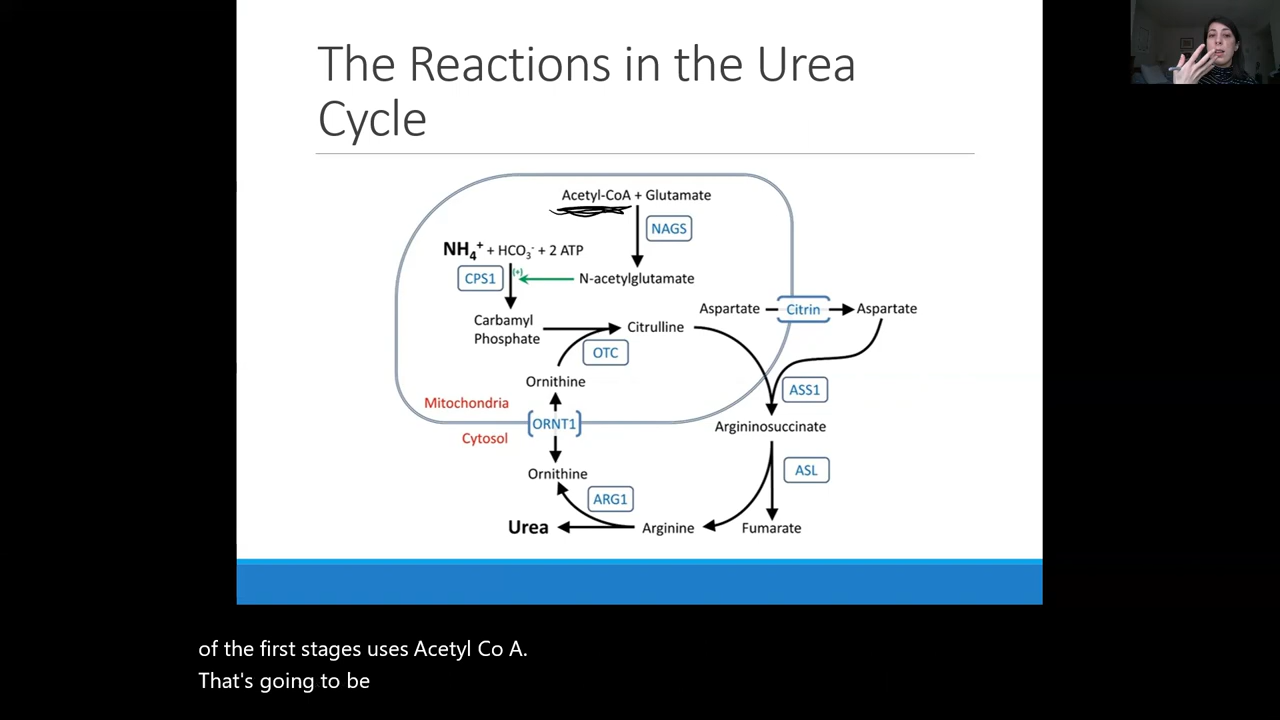 The Reactions in the Urea
Cycle
Acetyl-CoA + Glutamate
NAGS
NH₄⁺ + HCO₃⁻ + 2 ATP
CPS1
(+)
N-acetylglutamate
Aspartate
Citrin
Aspartate
Carbamyl
Phosphate
Citrulline
OTC
Ornithine
ASS1
Mitochondria
ORNT1
Argininosuccinate
Cytosol
Ornithine
ASL
ARG1
Urea
Arginine
Fumarate
of the first stages uses Acetyl Co A.
That's going to be